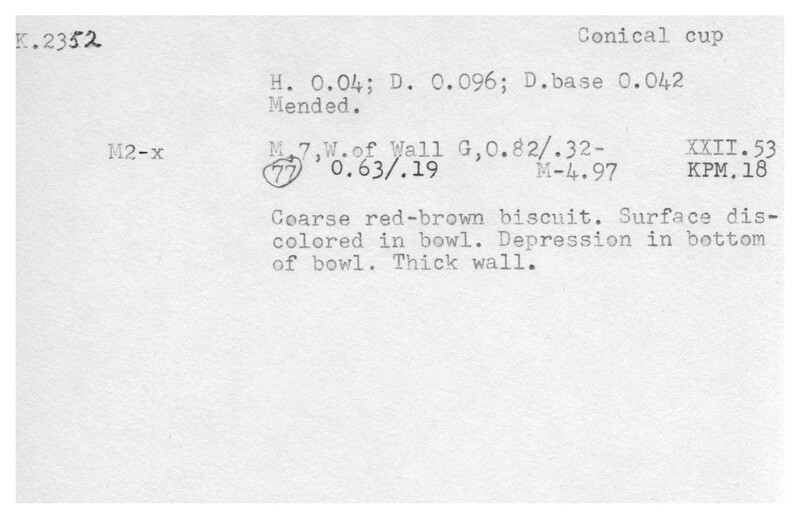 K.2352 Conical cup
H. 0.04; D. 0.096; D.base 0.042
Mended.
M2-x M.7,W.of Wall G,0.82/.32- XXII.53
77 0.63/.19 M-4.97 KPM.18
Coarse red-brown biscuit. Surface dis-
colored in bowl. Depression in bottom
of bowl. Thick wall.